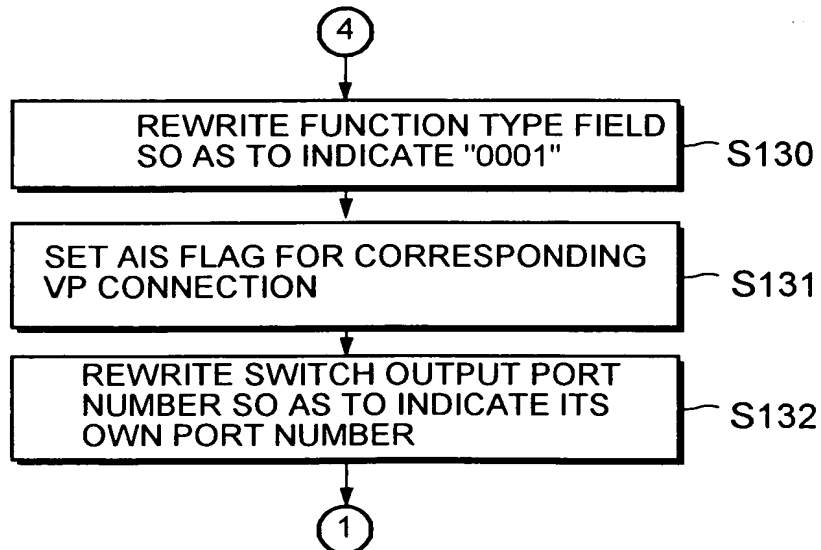 4
REWRITE FUNCTION TYPE FIELD
SO AS TO INDICATE "0001"
S130
SET AIS FLAG FOR CORRESPONDING
VP CONNECTION
S131
REWRITE SWITCH OUTPUT PORT
NUMBER SO AS TO INDICATE ITS
OWN PORT NUMBER
S132
1